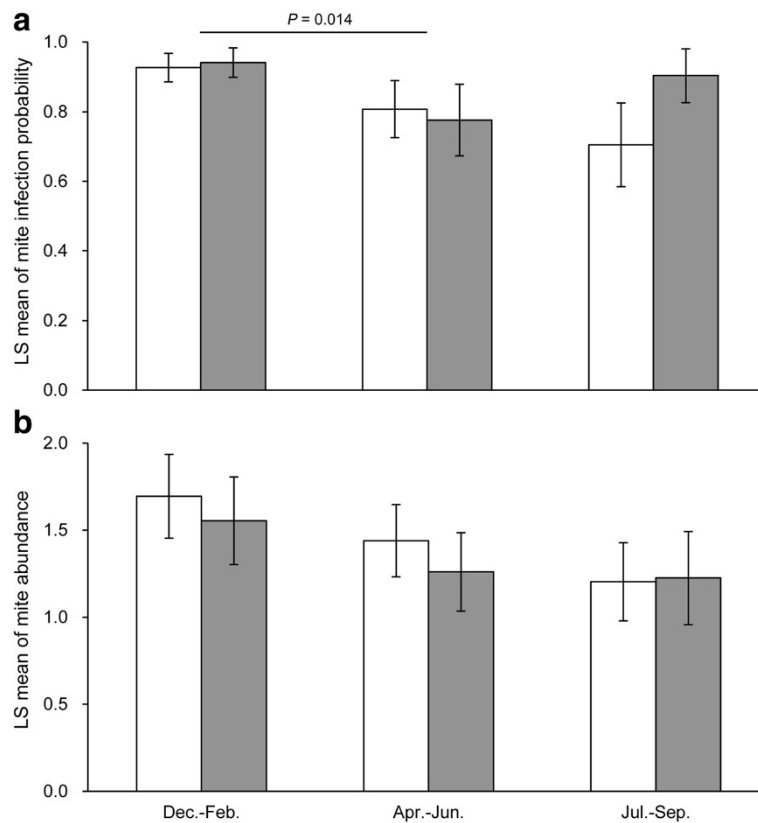 a
P = 0.014
LS mean of mite infection probability
1.0
0.8
0.6
0.4
0.2
0.0
b
LS mean of mite abundance
2.0
1.5
1.0
0.5
0.0
Dec.-Feb.
Apr.-Jun.
Jul.-Sep.